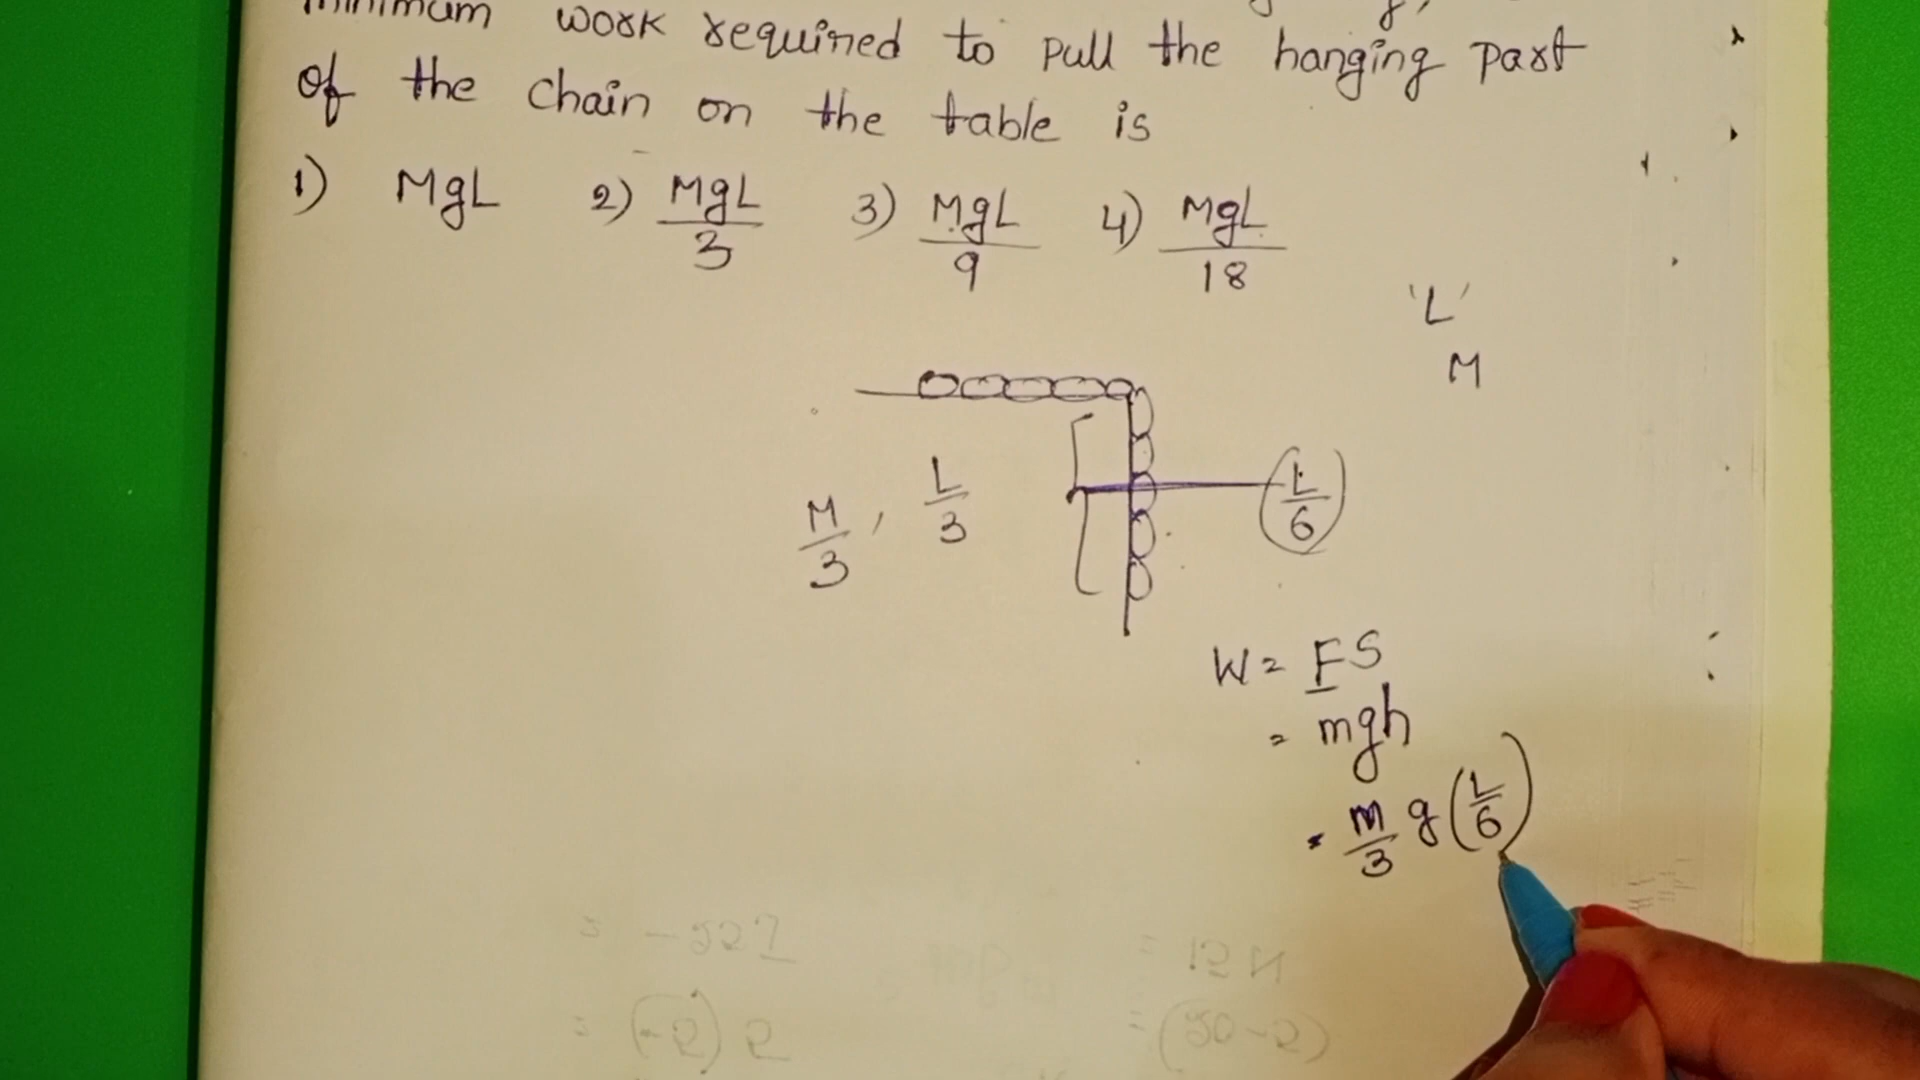 minimum work required to pull the hanging part
of the chain on the table is
1) MgL 2) MgL/3 3) MgL/9 4) MgL/18
'L'
M
M/3 , L/3
(L/6)
W = FS
= mgh
= m/3 g (L/6)